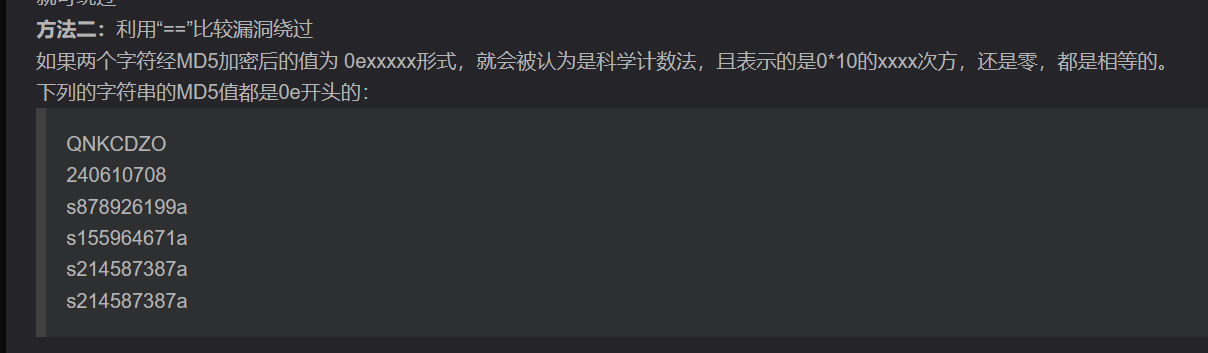 方法二：利用“==”比较漏洞绕过
如果两个字符经MD5加密后的值为 0exxxxx形式，就会被认为是科学计数法，且表示的是0*10的xxxx次方，还是零，都是相等的。
下列的字符串的MD5值都是0e开头的：
QNKCDZO
240610708
s878926199a
s155964671a
s214587387a
s214587387a